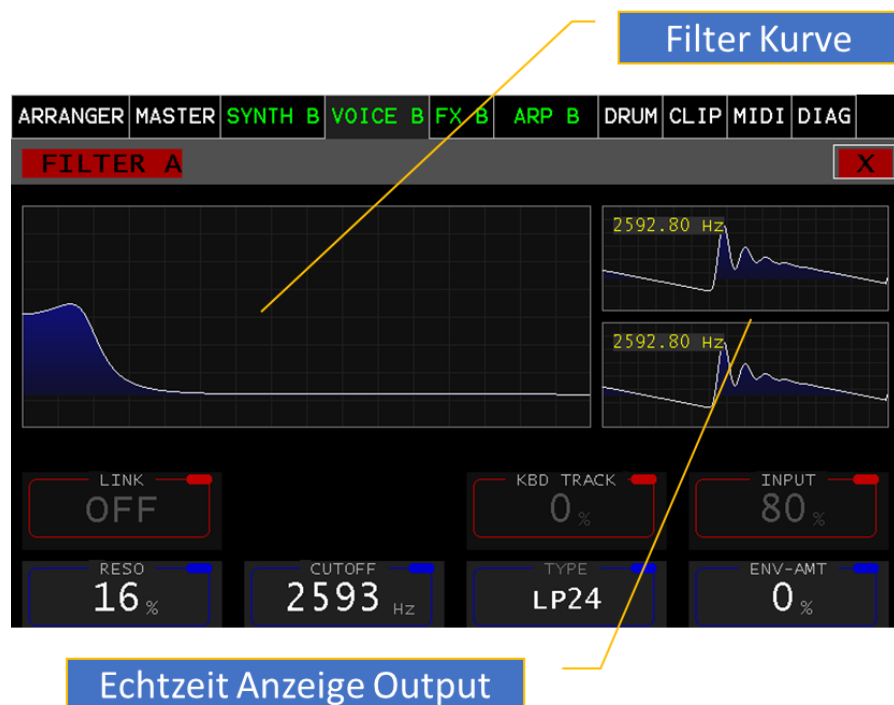 Filter Kurve
ARRANGER MASTER SYNTH B VOICE B FX B ARP B DRUM CLIP MIDI DIAG
FILTER A X
2592.80 Hz
2592.80 Hz
LINK KBD TRACK INPUT
OFF 0 % 80 %
RESO CUTOFF TYPE ENV-AMT
16 % 2593 Hz LP24 0 %
Echtzeit Anzeige Output